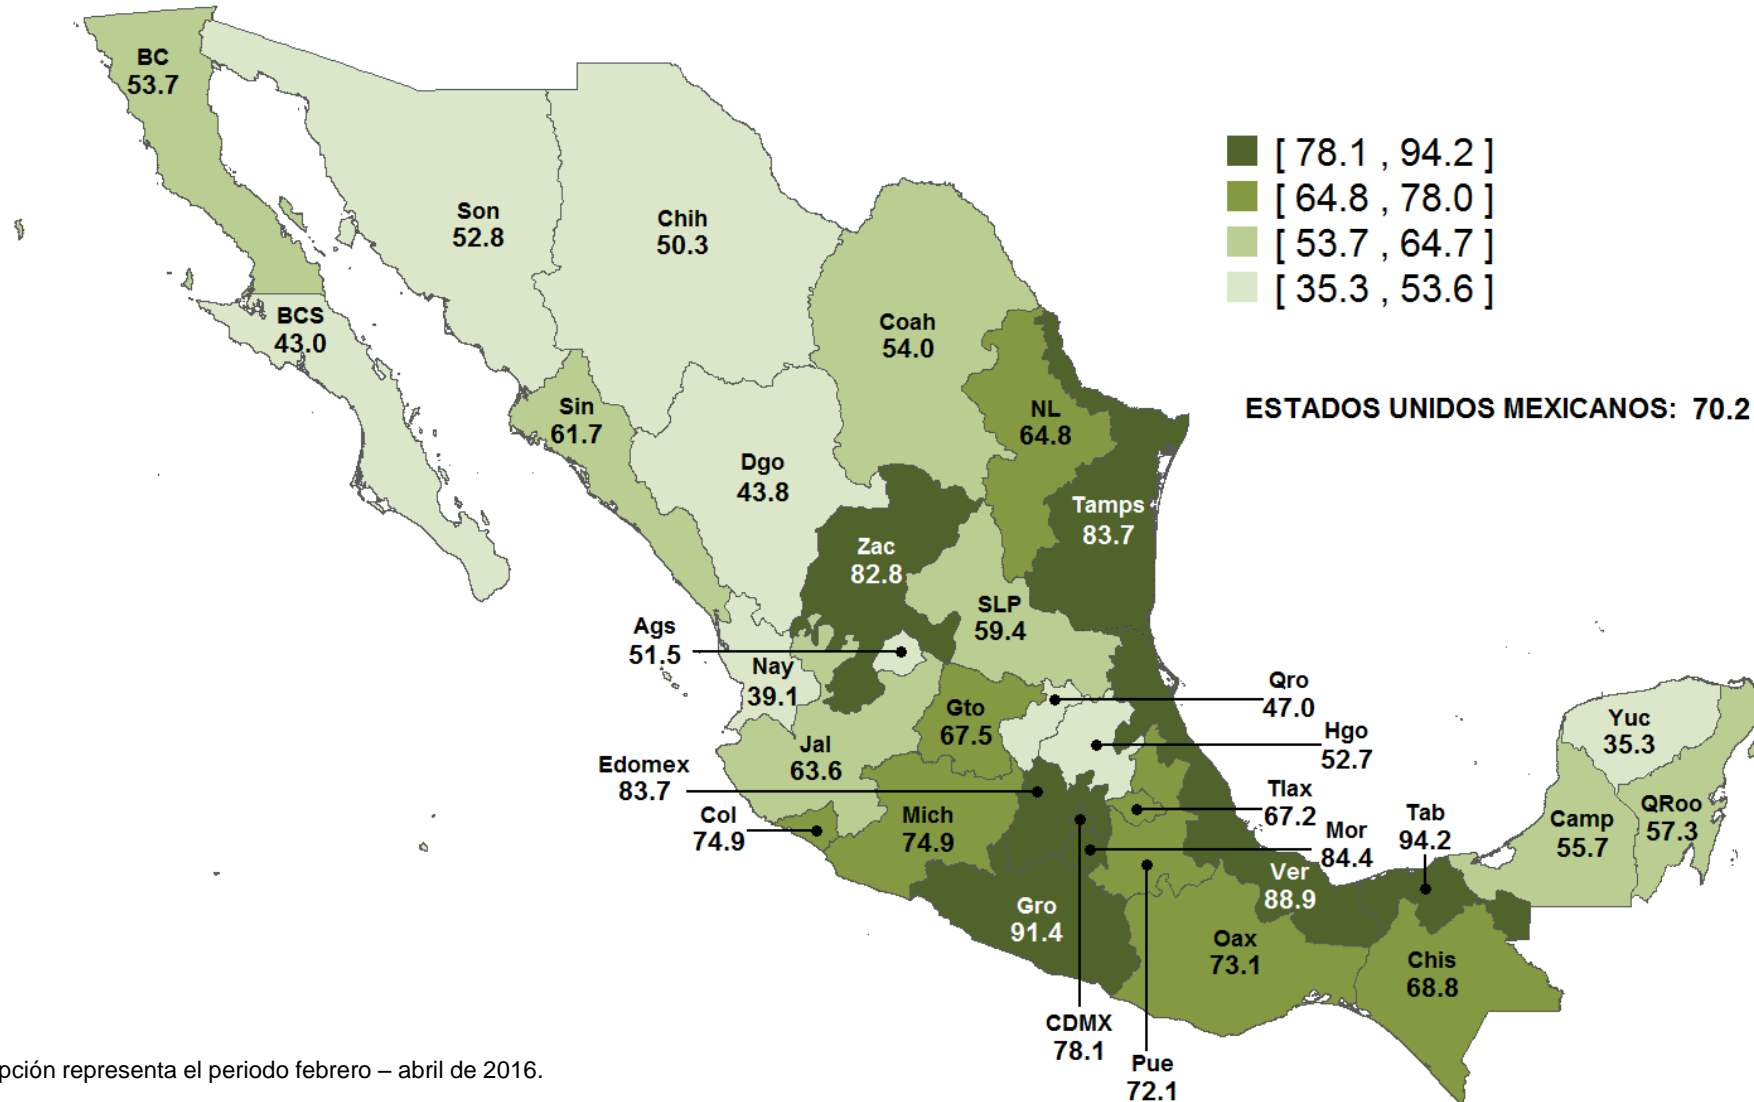 BC
53.7
Son
52.8
Chih
50.3
[ 78.1 , 94.2 ]
[ 64.8 , 78.0 ]
[ 53.7 , 64.7 ]
[ 35.3 , 53.6 ]
BCS
43.0
Coah
54.0
ESTADOS UNIDOS MEXICANOS: 70.2
Sin
61.7
NL
64.8
Dgo
43.8
Tamps
83.7
Zac
82.8
SLP
59.4
Ags
51.5
Nay
39.1
Qro
47.0
Gto
67.5
Hgo
52.7
Yuc
35.3
Jal
63.6
Edomex
83.7
Tlax
67.2
QRoo
57.3
Col
74.9
Mich
74.9
Mor
84.4
Tab
94.2
Camp
55.7
Ver
88.9
Gro
91.4
Oax
73.1
Chis
68.8
CDMX
78.1
Pue
72.1
pción representa el periodo febrero – abril de 2016.